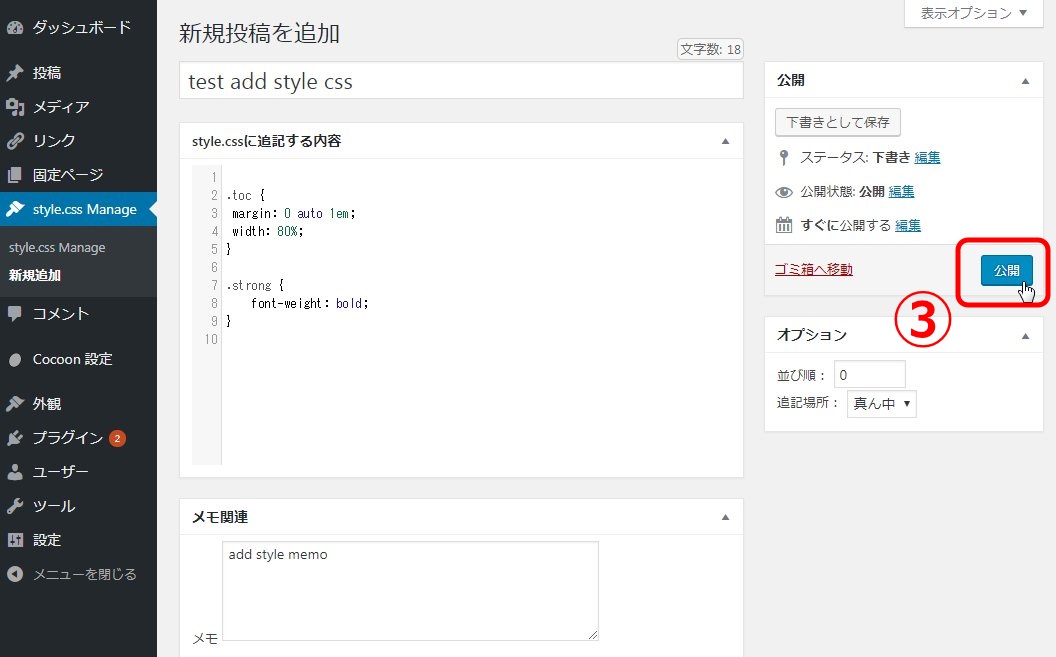 ダッシュボード
投稿
メディア
リンク
固定ページ
style.css Manage
style.css Manage
新規追加
コメント
Cocoon 設定
外観
プラグイン 2
ユーザー
ツール
設定
メニューを閉じる
表示オプション ▼
新規投稿を追加
文字数: 18
test add style css
style.cssに追記する内容 ▲
1
2 .toc {
3 margin: 0 auto 1em;
4 width: 80%;
5 }
6
7 .strong {
8 font-weight: bold;
9 }
10
メモ関連 ▲
add style memo
メモ
公開 ▲
下書きとして保存
ステータス: 下書き 編集
公開状態: 公開 編集
すぐに公開する 編集
ゴミ箱へ移動 公開
③
オプション ▲
並び順： 0
追記場所： 真ん中 ▼